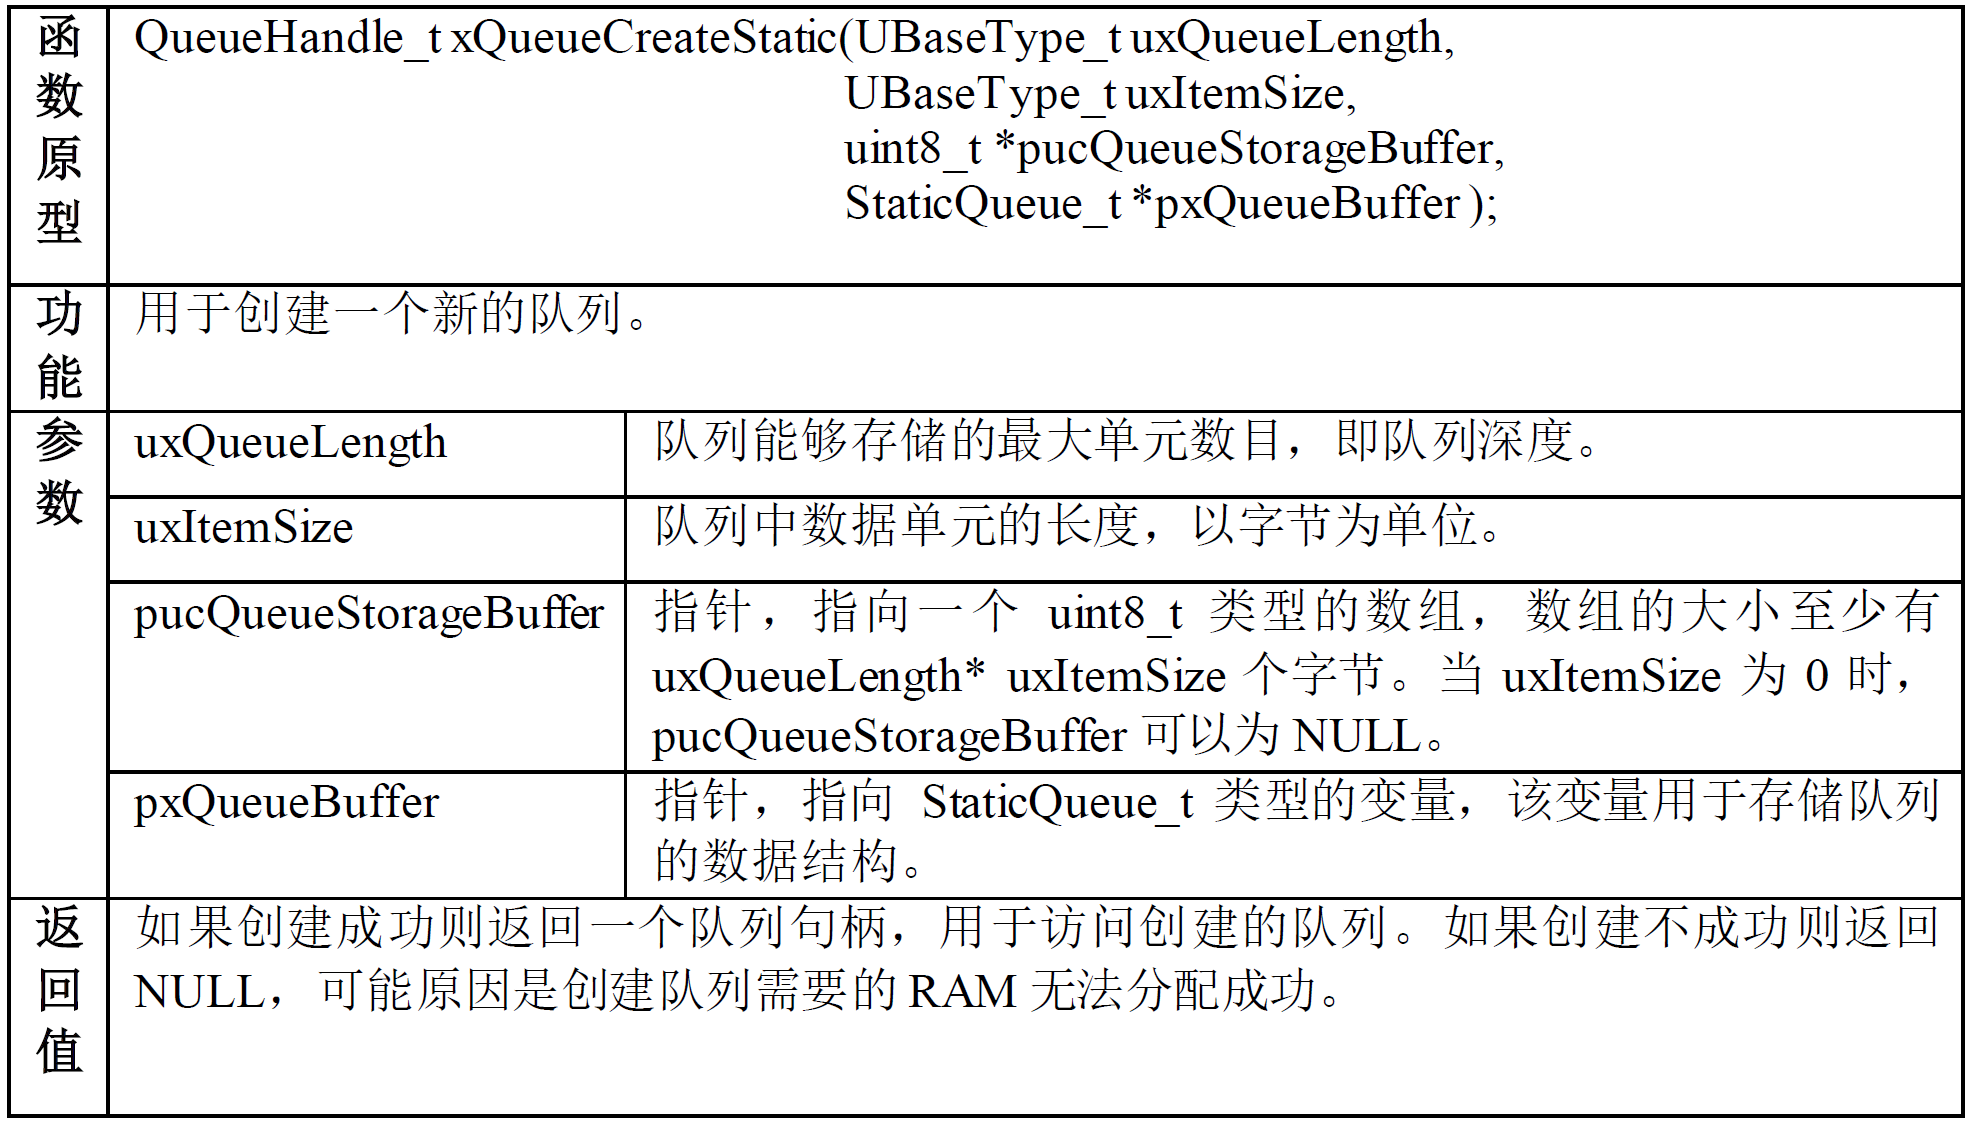 函数原型
QueueHandle_t xQueueCreateStatic(UBaseType_t uxQueueLength,
UBaseType_t uxItemSize,
uint8_t *pucQueueStorageBuffer,
StaticQueue_t *pxQueueBuffer );
功能
用于创建一个新的队列。
参数
uxQueueLength
队列能够存储的最大单元数目，即队列深度。
uxItemSize
队列中数据单元的长度，以字节为单位。
pucQueueStorageBuffer
指针，指向一个 uint8_t 类型的数组，数组的大小至少有
uxQueueLength* uxItemSize 个字节。当 uxItemSize 为 0 时，
pucQueueStorageBuffer 可以为 NULL。
pxQueueBuffer
指针，指向 StaticQueue_t 类型的变量，该变量用于存储队列
的数据结构。
返回值
如果创建成功则返回一个队列句柄，用于访问创建的队列。如果创建不成功则返回
NULL，可能原因是创建队列需要的 RAM 无法分配成功。